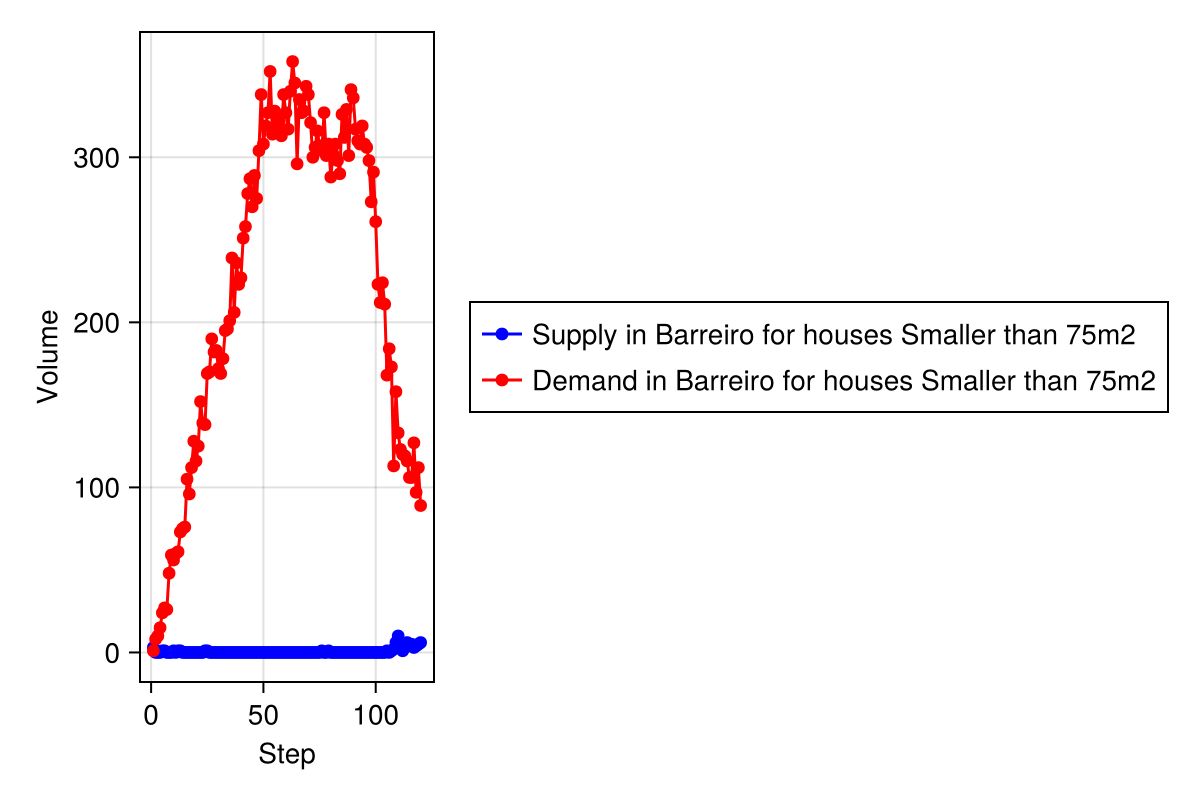 300
200
100
0
Volume
0 50 100
Step
Supply in Barreiro for houses Smaller than 75m2
Demand in Barreiro for houses Smaller than 75m2